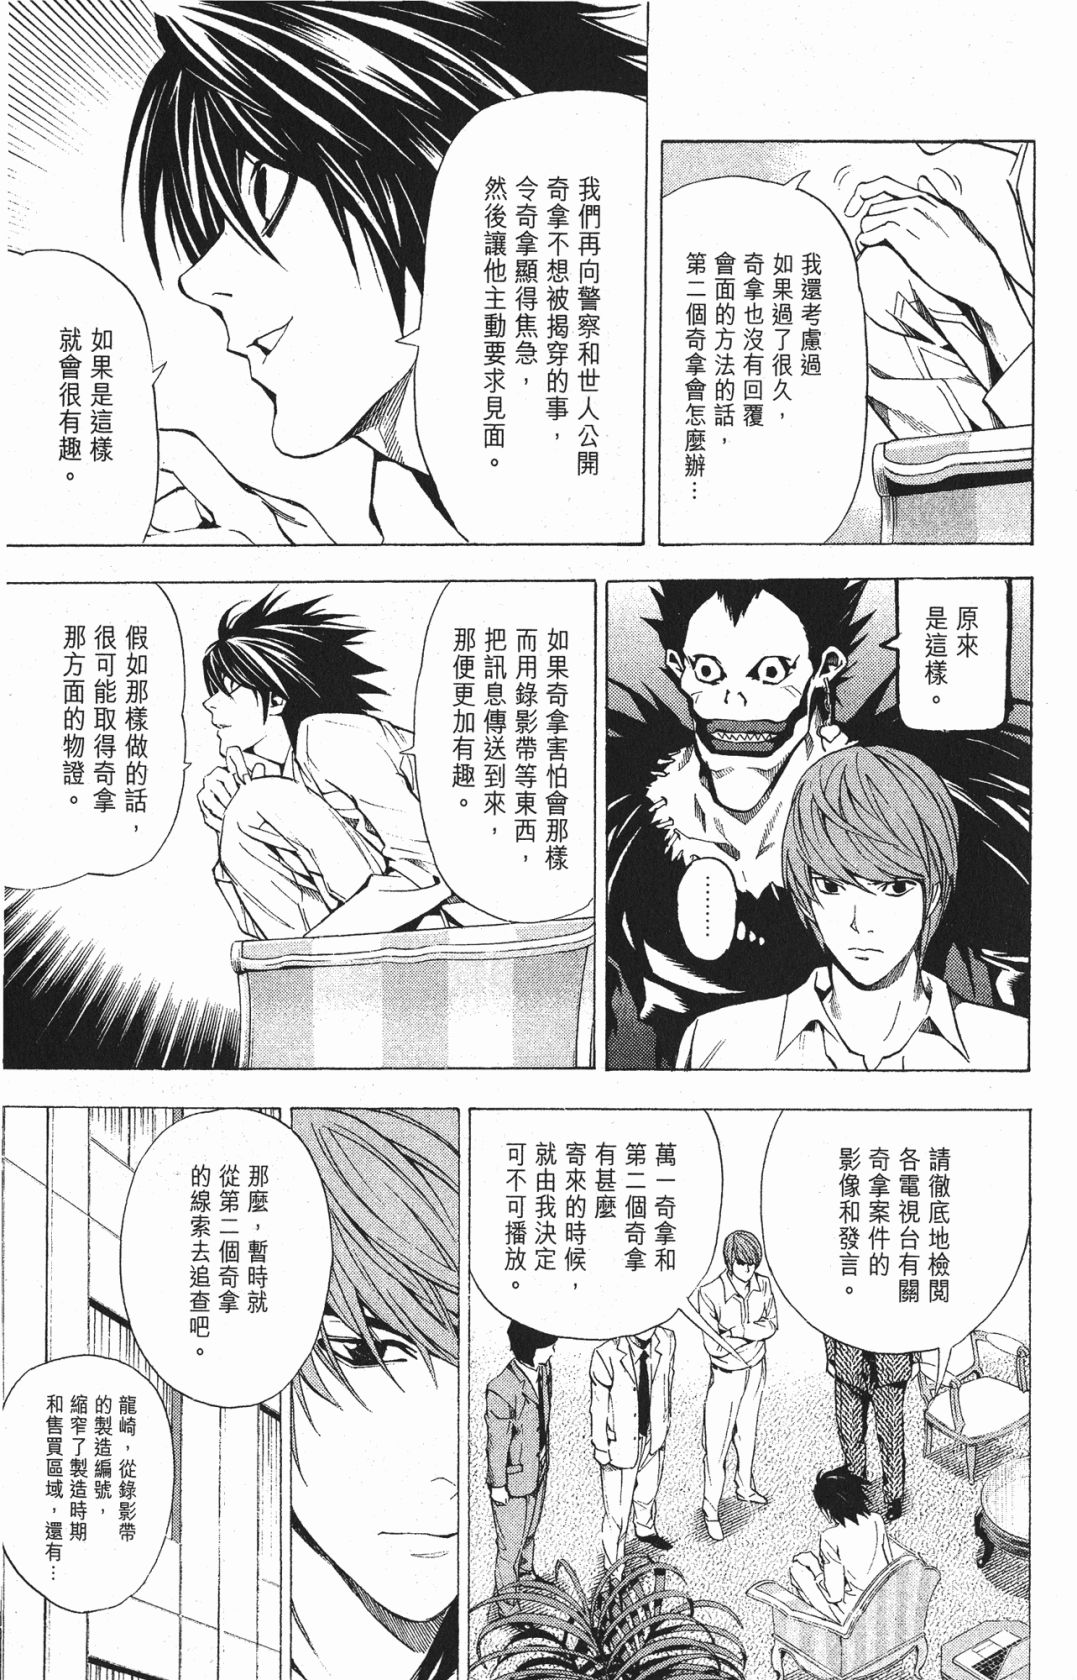 我還考慮過
如果過了很久，
奇拿也沒有回覆
會面的方法的話，
第二個奇拿會怎麼辦…
我們再向警察和世人公開
奇拿不想被揭穿的事，
令奇拿顯得焦急，
然後讓他主動要求見面。
如果是這樣
就會很有趣。
原來
是這樣。
………
如果奇拿害怕會那樣
而用錄影帶等東西，
把訊息傳送到來，
那便更加有趣。
假如那樣做的話，
很可能取得奇拿
那方面的物證。
請徹底地檢閱
各電視台有關
奇拿案件的
影像和發言。
萬一奇拿和
第二個奇拿
有甚麼
寄來的時候，
就由我決定
可不可播放。
那麼，暫時就
從第二個奇拿
的線索去追查吧。
龍崎，從錄影帶
的製造編號，
縮窄了製造時期
和售買區域，還有…